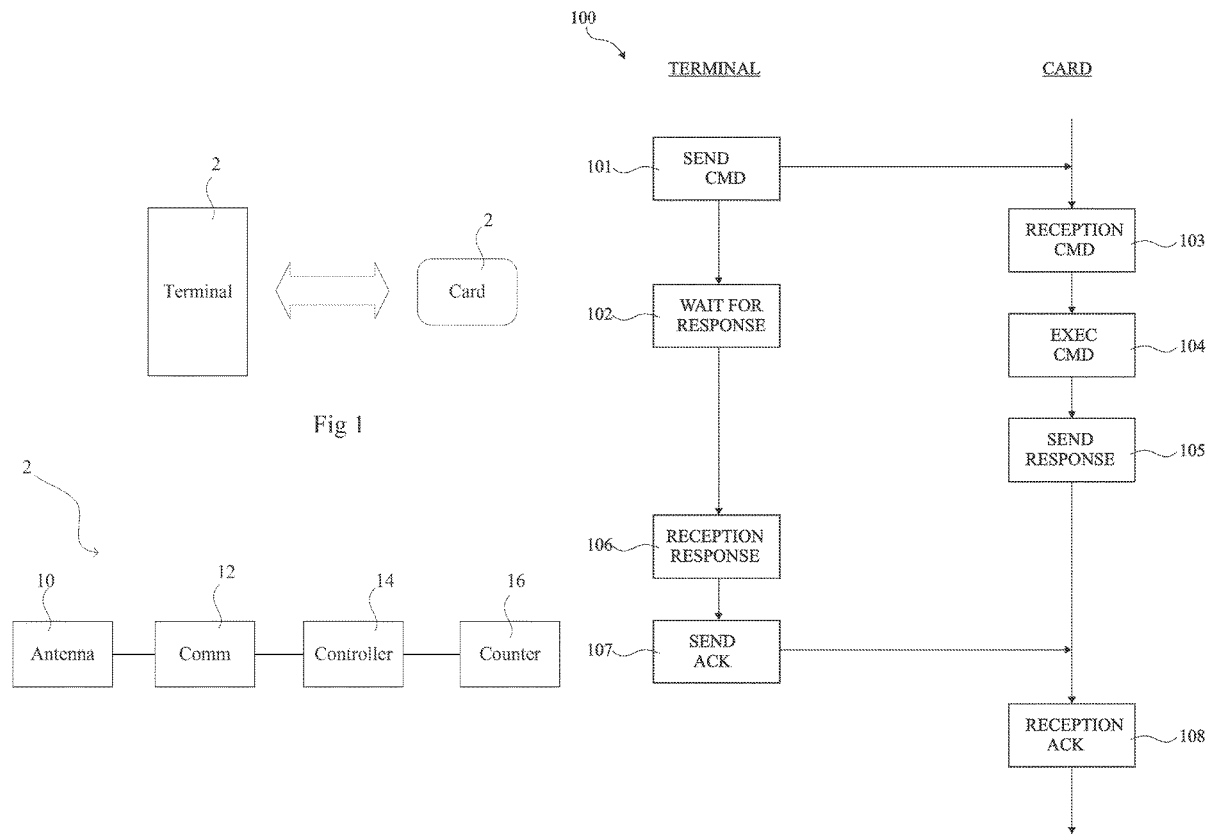 2
2
Terminal
Card
Fig 1
2
10
12
14
16
Antenna
Comm
Controller
Counter
100
TERMINAL
CARD
101
SEND
CMD
RECEPTION
CMD
103
102
WAIT FOR
RESPONSE
EXEC
CMD
104
SEND
RESPONSE
105
106
RECEPTION
RESPONSE
107
SEND
ACK
RECEPTION
ACK
108